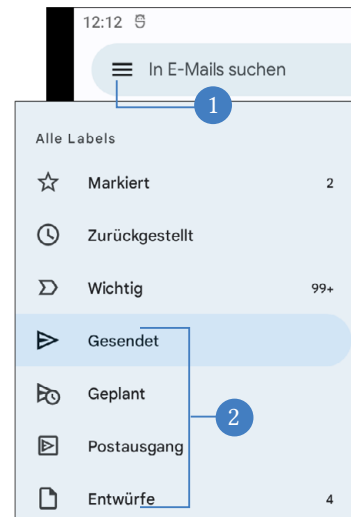 12:12
In E-Mails suchen
1
Alle Labels
Markiert 2
Zurückgestellt
Wichtig 99+
Gesendet
Geplant
2
Postausgang
Entwürfe 4